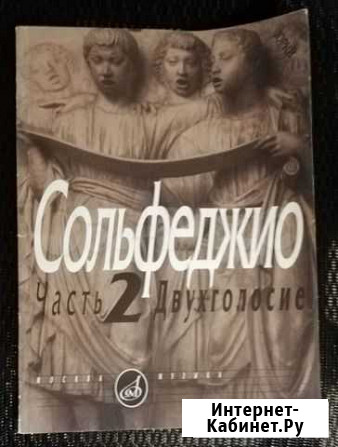 Сольфеджио
Часть 2 Двухголосие
МОСКВА МУЗЫКА
Интернет-
Кабинет.Ру